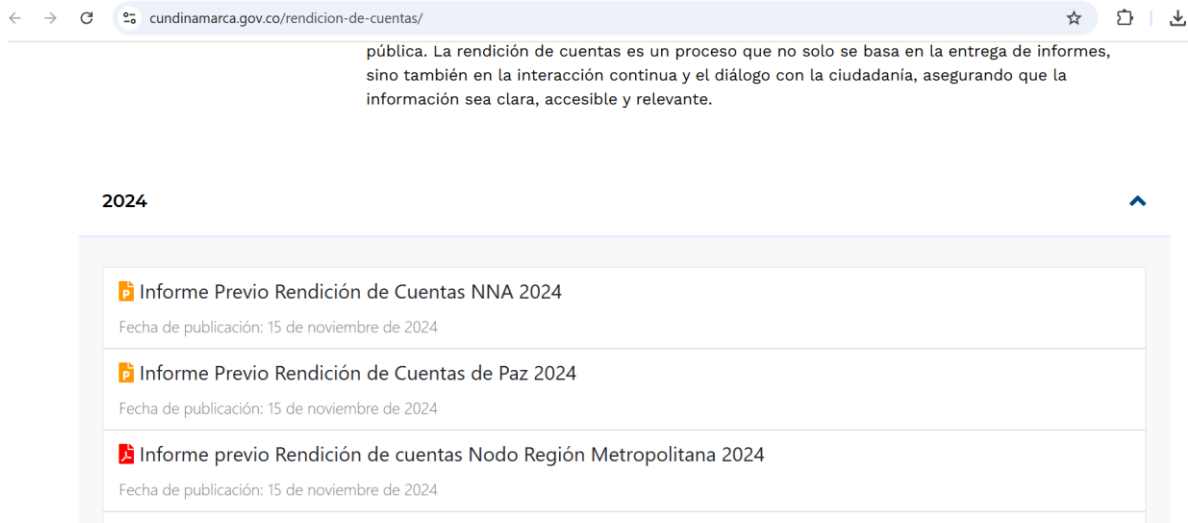 cundinamarca.gov.co/rendicion-de-cuentas/
pública. La rendición de cuentas es un proceso que no solo se basa en la entrega de informes,
sino también en la interacción continua y el diálogo con la ciudadanía, asegurando que la
información sea clara, accesible y relevante.
2024
Informe Previo Rendición de Cuentas NNA 2024
Fecha de publicación: 15 de noviembre de 2024
Informe Previo Rendición de Cuentas de Paz 2024
Fecha de publicación: 15 de noviembre de 2024
Informe previo Rendición de cuentas Nodo Región Metropolitana 2024
Fecha de publicación: 15 de noviembre de 2024